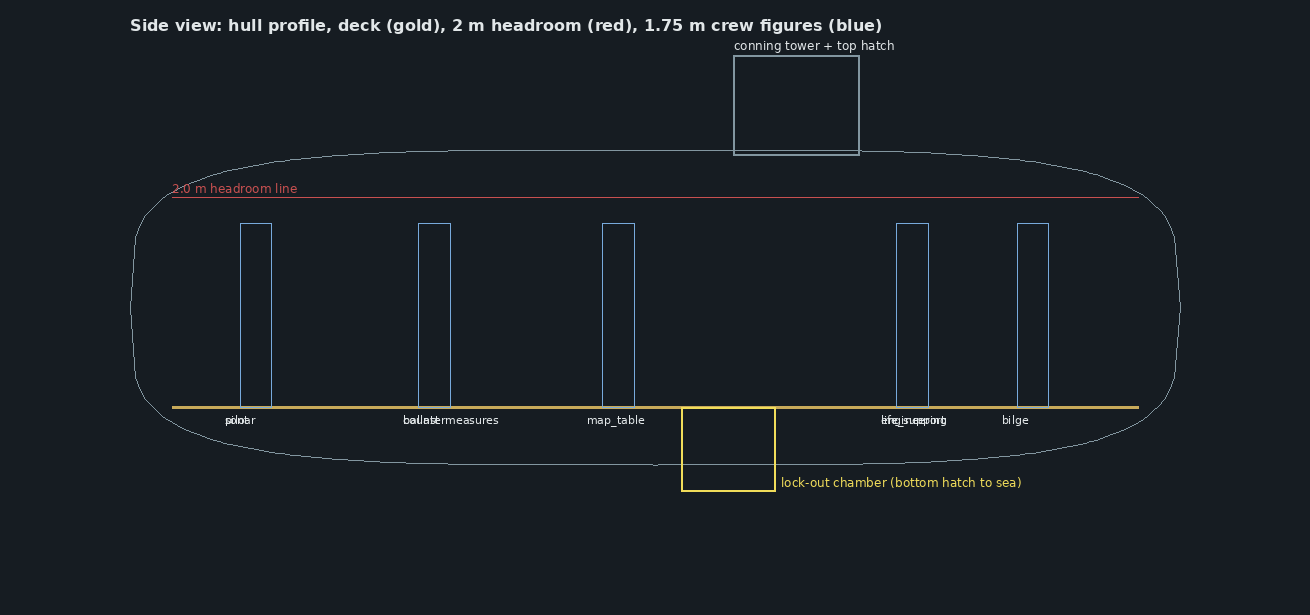 Side view: hull profile, deck (gold), 2 m headroom (red), 1.75 m crew figures (blue)
conning tower + top hatch
2.0 m headroom line
countermeasures
map_table
bilge
lock-out chamber (bottom hatch to sea)